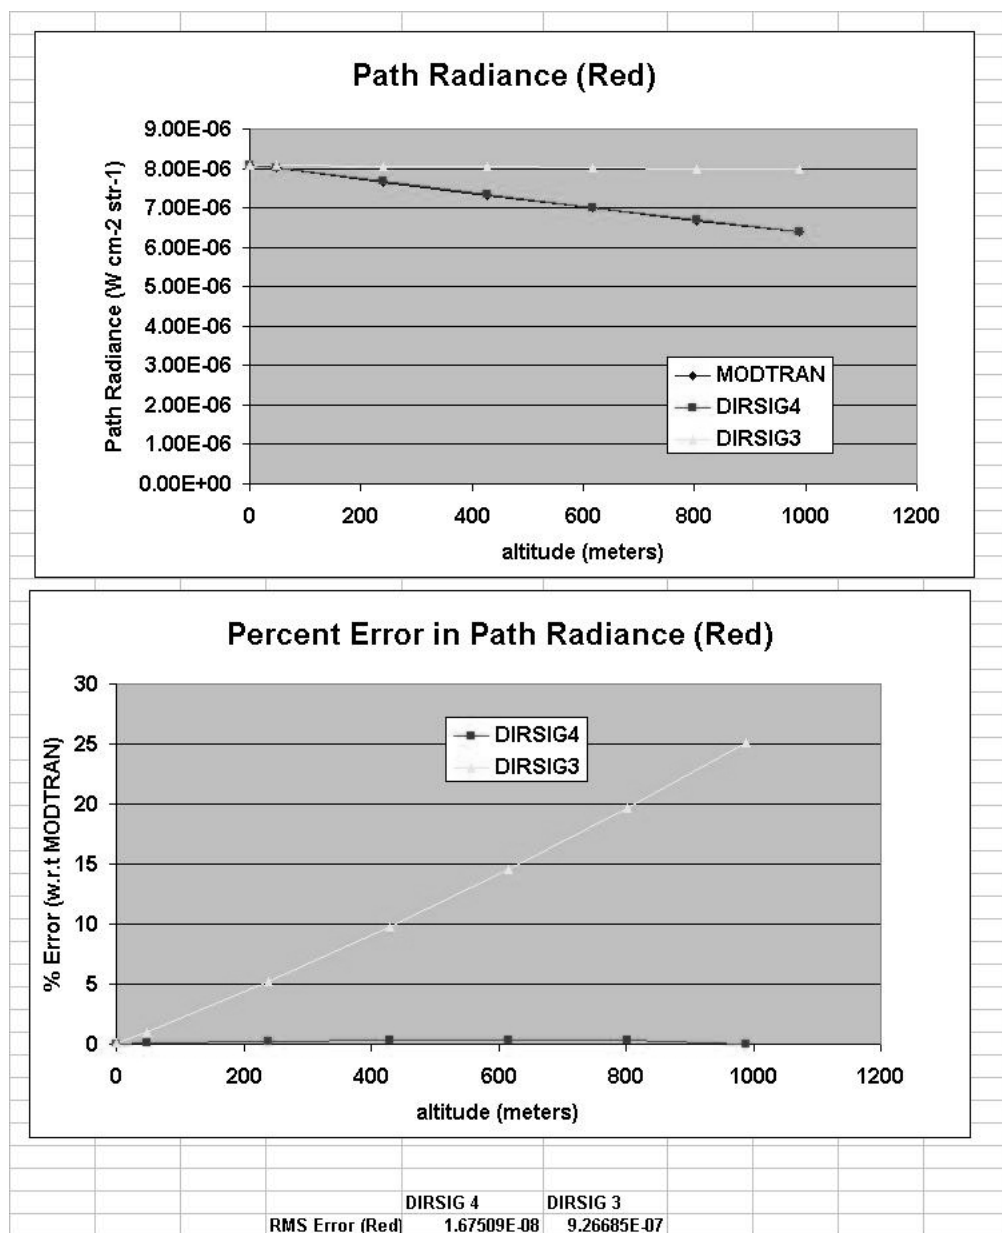 Path Radiance (Red)
9.00E-06
8.00E-06
7.00E-06
6.00E-06
5.00E-06
4.00E-06
3.00E-06
2.00E-06
1.00E-06
0.00E+00
Path Radiance (W cm-2 str-1)
MODTRAN
DIRSIG4
DIRSIG3
0 200 400 600 800 1000 1200
altitude (meters)
Percent Error in Path Radiance (Red)
30
25
20
15
10
5
0
% Error (w.r.t MODTRAN)
DIRSIG4
DIRSIG3
0 200 400 600 800 1000 1200
altitude (meters)
DIRSIG 4 DIRSIG 3
RMS Error (Red) 1.67509E-08 9.26685E-07